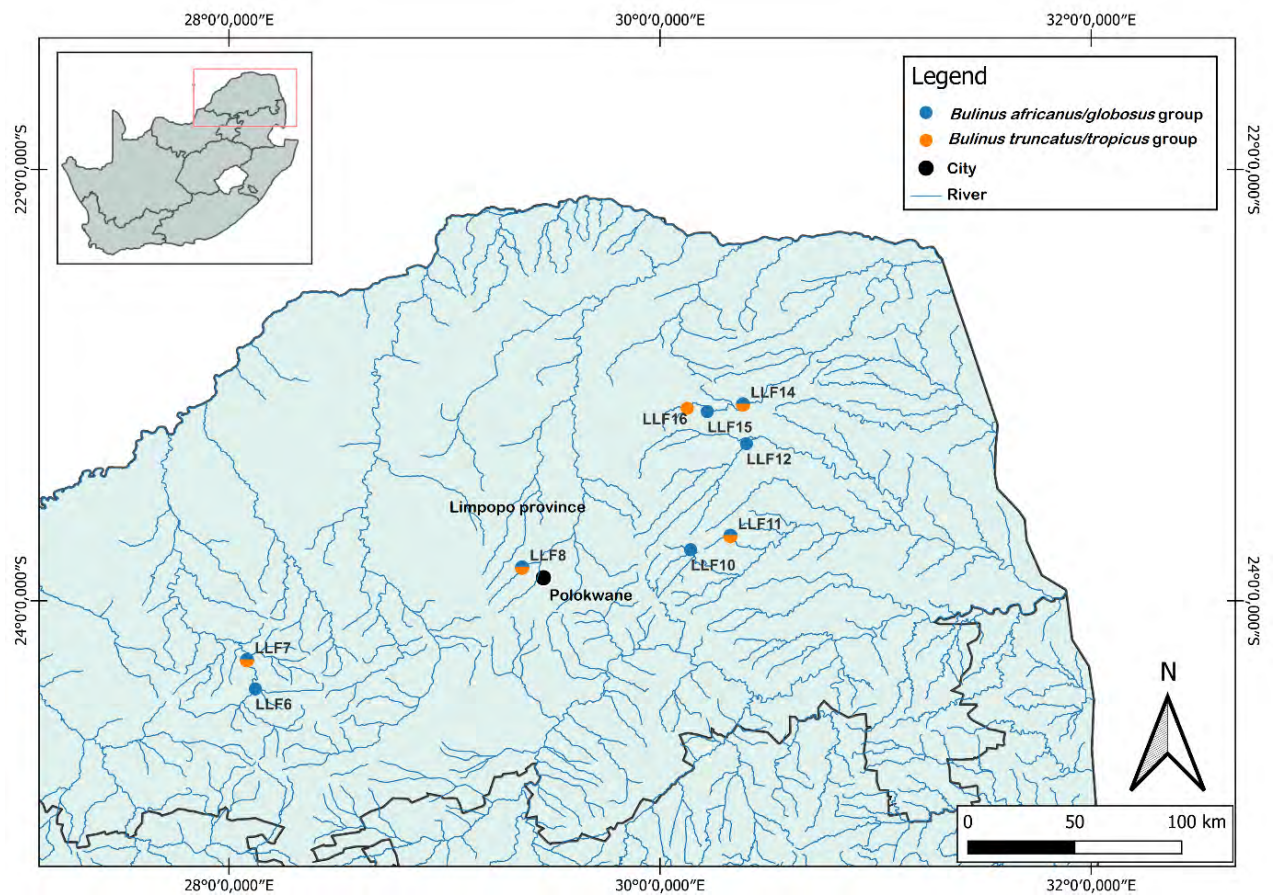 28°0'0,000"E 30°0'0,000"E 32°0'0,000"E
Legend
Bulinus africanus/globosus group
Bulinus truncatus/tropicus group
City
River
22°0'0,000"S
22°0'0,000"S
LLF14
LLF16
LLF15
LLF12
Limpopo province
LLF11
LLF8
LLF10
Polokwane
24°0'0,000"S
24°0'0,000"S
LLF7
LLF6
N
0 50 100 km
28°0'0,000"E 30°0'0,000"E 32°0'0,000"E